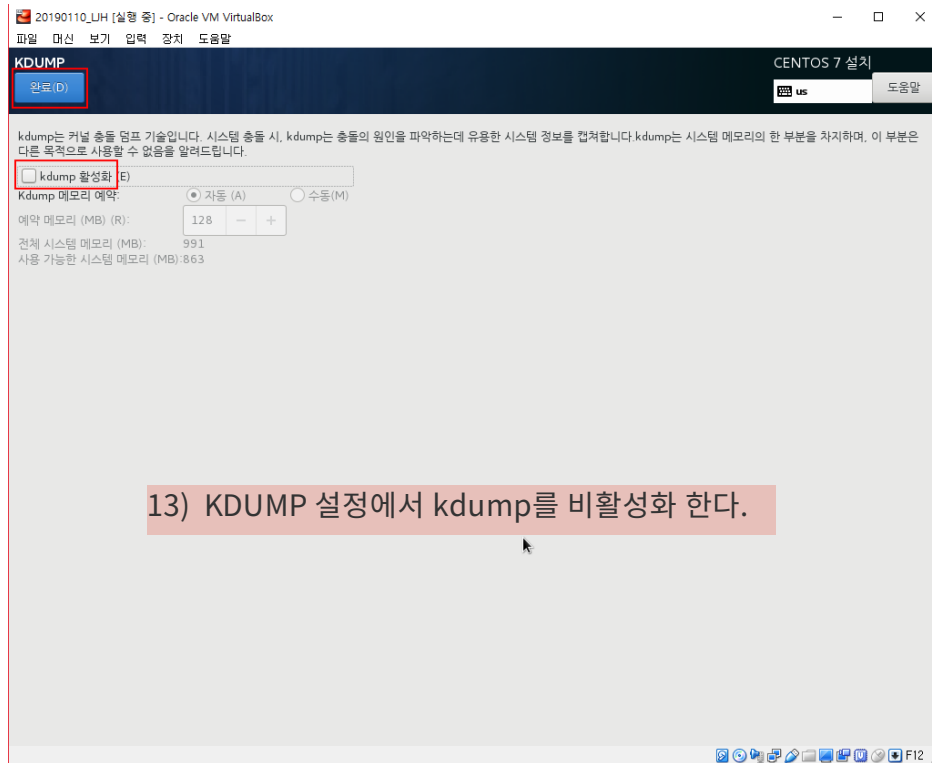 20190110_IJH [실행 중] - Oracle VM VirtualBox
파일 머신 보기 입력 장치 도움말
KDUMP
CENTOS 7 설치
완료(D)
us
도움말
kdump는 커널 충돌 덤프 기술입니다. 시스템 충돌 시, kdump는 충돌의 원인을 파악하는데 유용한 시스템 정보를 캡쳐합니다.kdump는 시스템 메모리의 한 부분을 차지하며, 이 부분은
다른 목적으로 사용할 수 없음을 알려드립니다.
kdump 활성화 (E)
Kdump 메모리 예약: 자동 (A) 수동(M)
예약 메모리 (MB) (R): 128 − +
전체 시스템 메모리 (MB): 991
사용 가능한 시스템 메모리 (MB):863
13) KDUMP 설정에서 kdump를 비활성화 한다.
F12